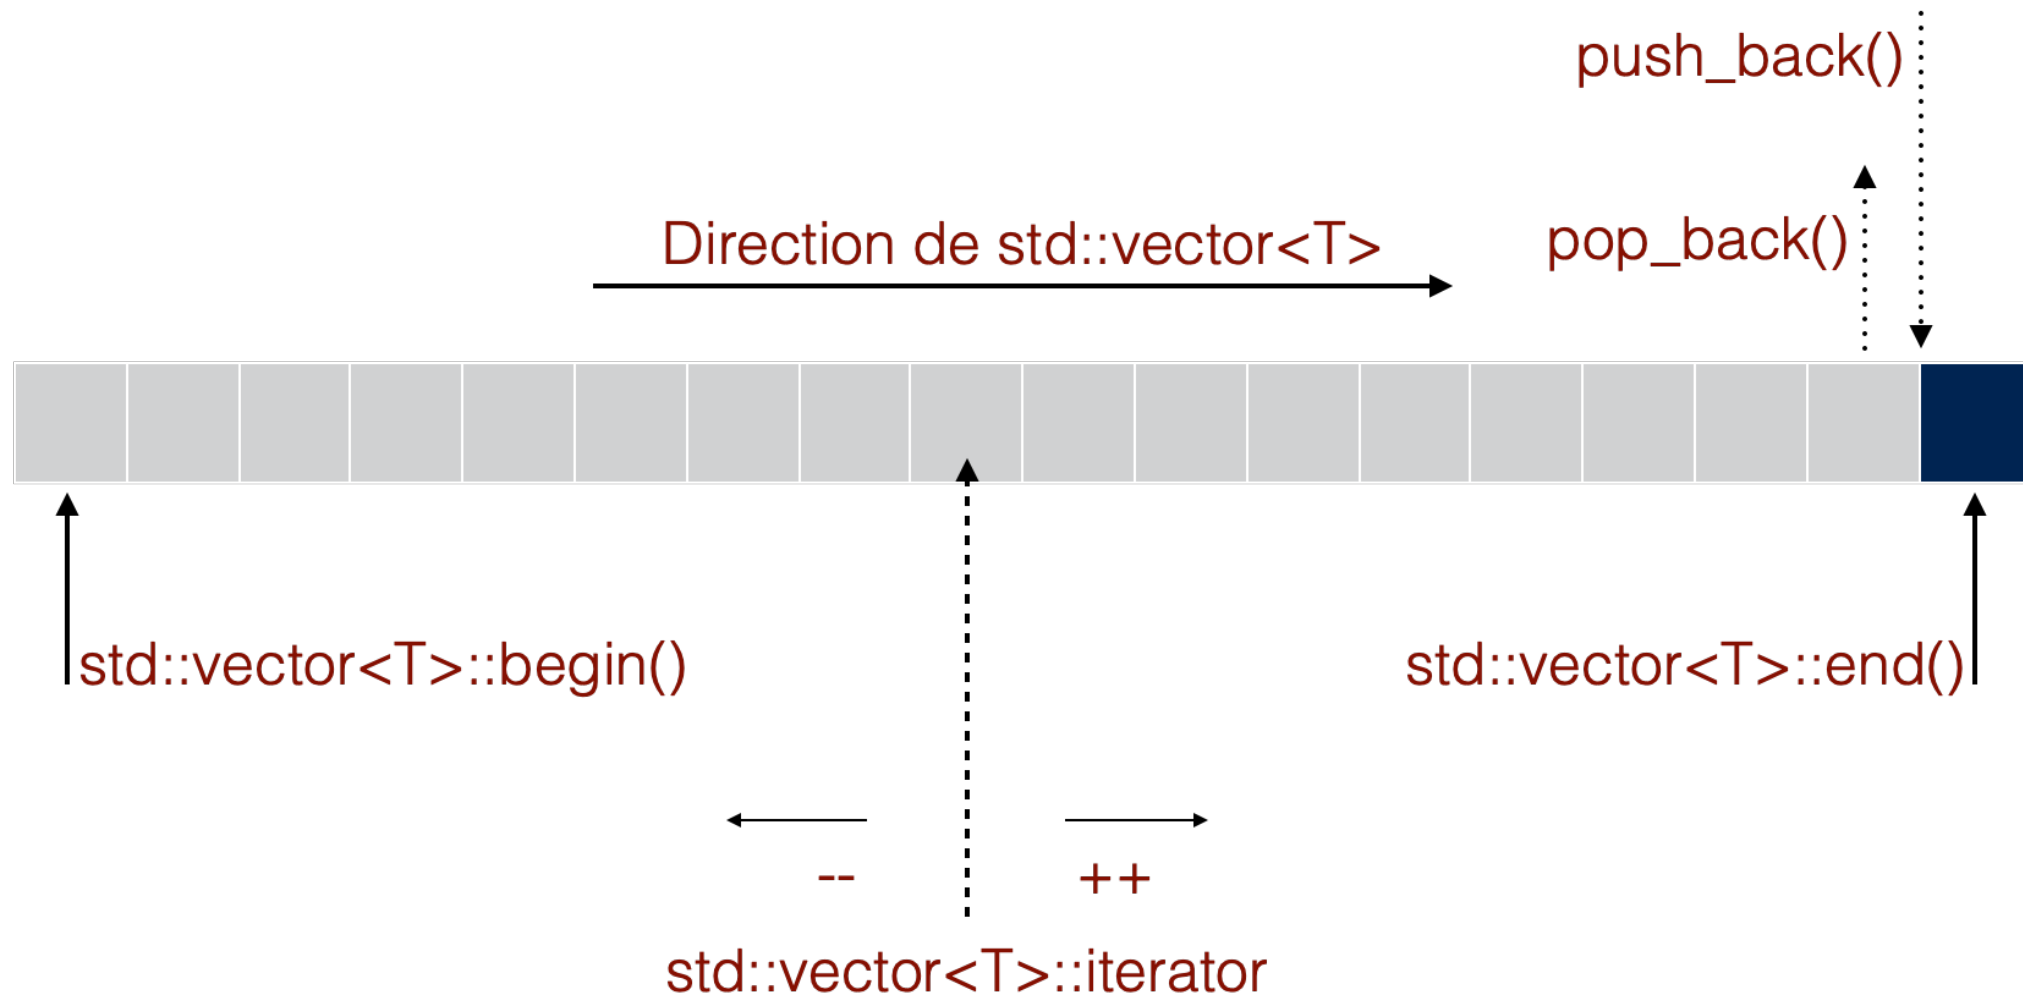 push_back()
Direction de std::vector<T>
pop_back()
std::vector<T>::begin()
std::vector<T>::end()
--
++
std::vector<T>::iterator